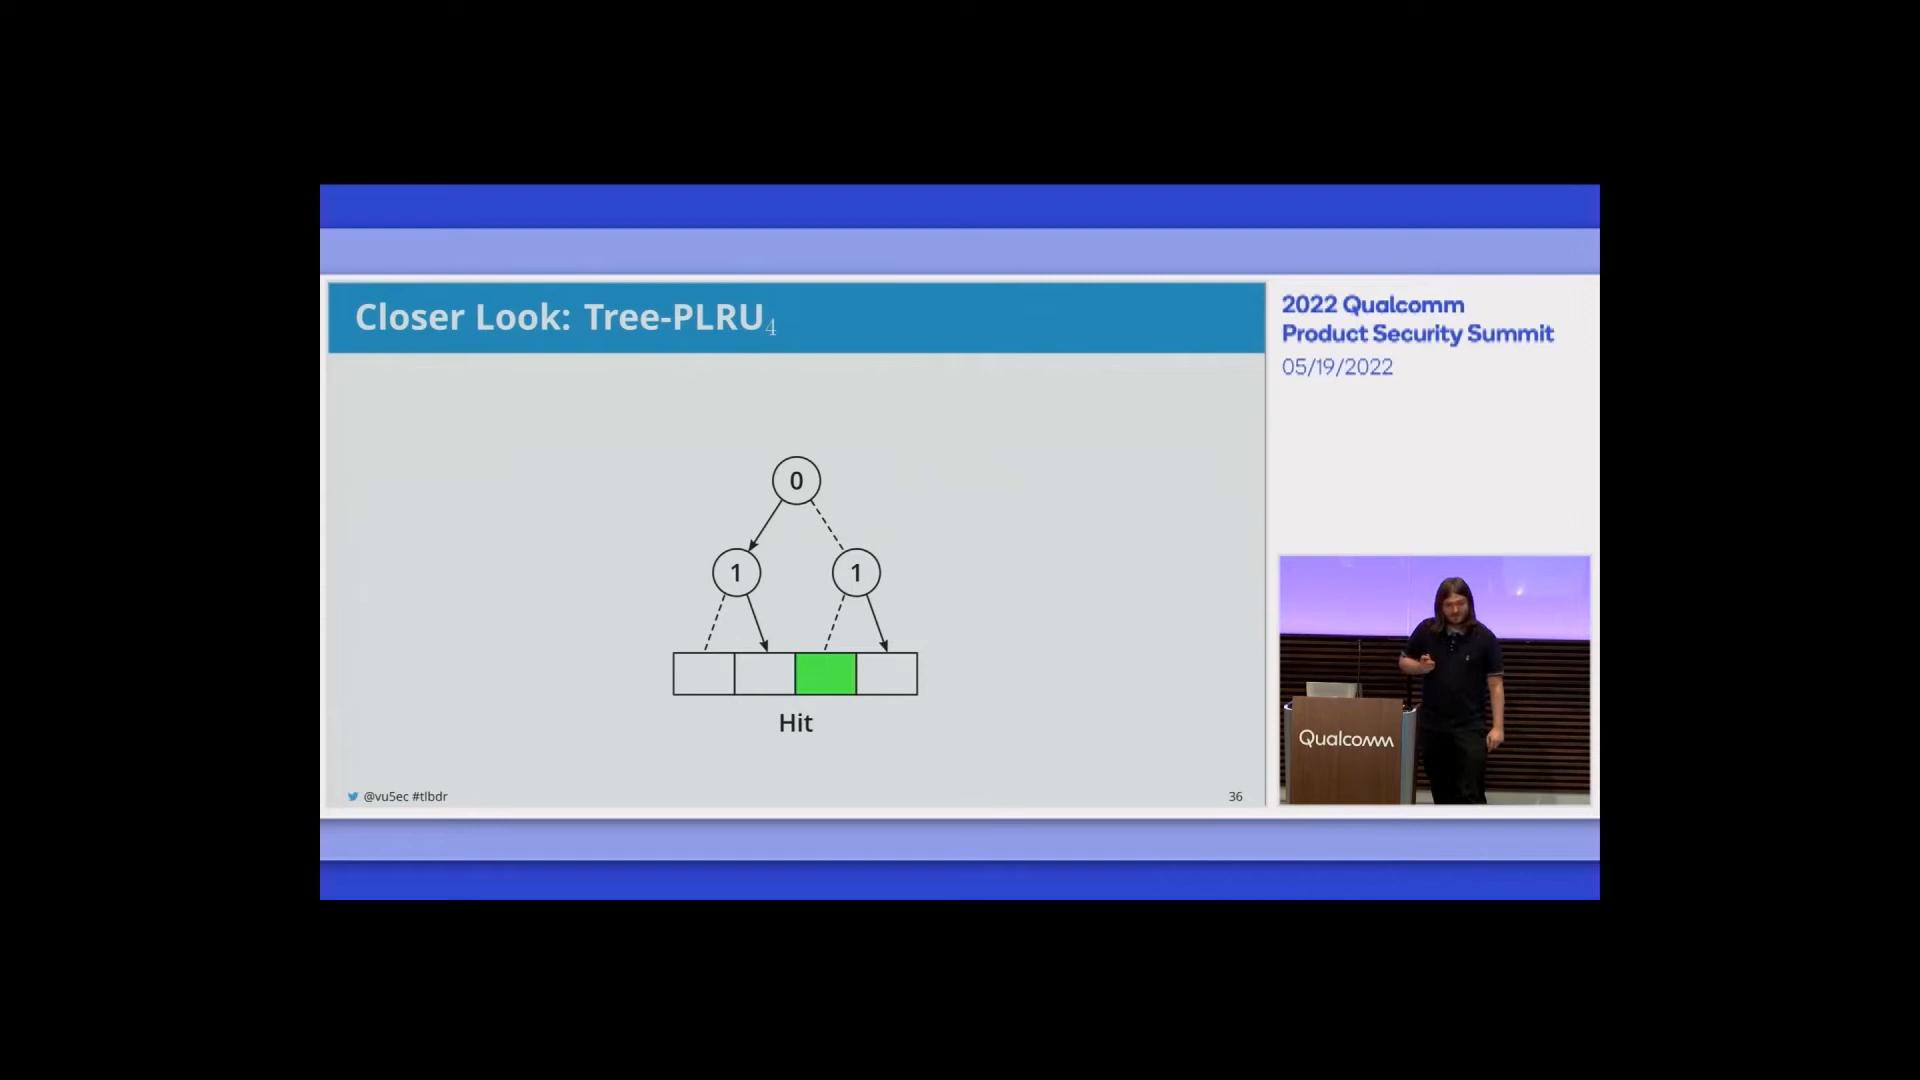 Closer Look: Tree-PLRU4
0
1 1
Hit
@vu5ec #tlbdr
36
2022 Qualcomm
Product Security Summit
05/19/2022
Qualcomm